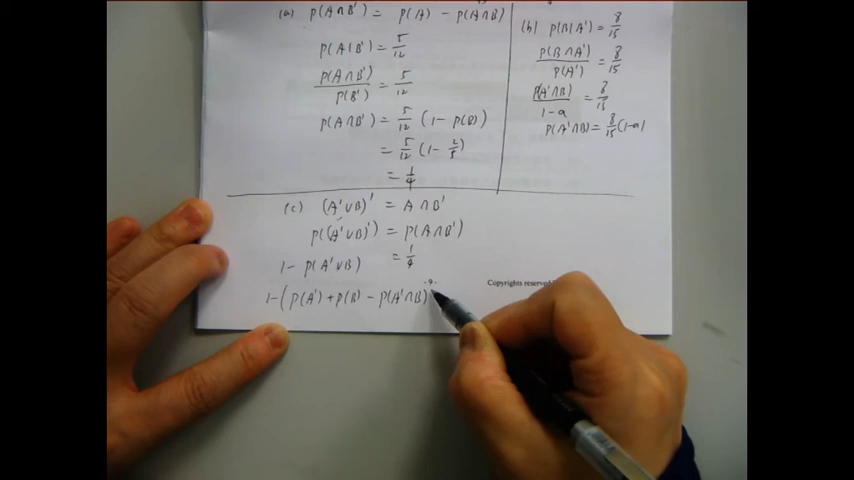 (a) P(A∩B') = P(A) - P(A∩B)
P(A|B') = 5/12
P(A∩B')/P(B') = 5/12
P(A∩B') = 5/12 (1 - P(B))
= 5/12 (1 - 2/5)
= 1/4
(b) P(B|A') = 8/15
P(B∩A')/P(A') = 8/15
P(A'∩B)/1-a = 8/15
P(A'∩B) = 8/15 (1-a)
(c) (A'∪B)' = A∩B'
P((A'∪B)') = P(A∩B')
= 1/4
1 - P(A'∪B)
1-(P(A') + P(B) - P(A'∩B)
Copyrights reserved